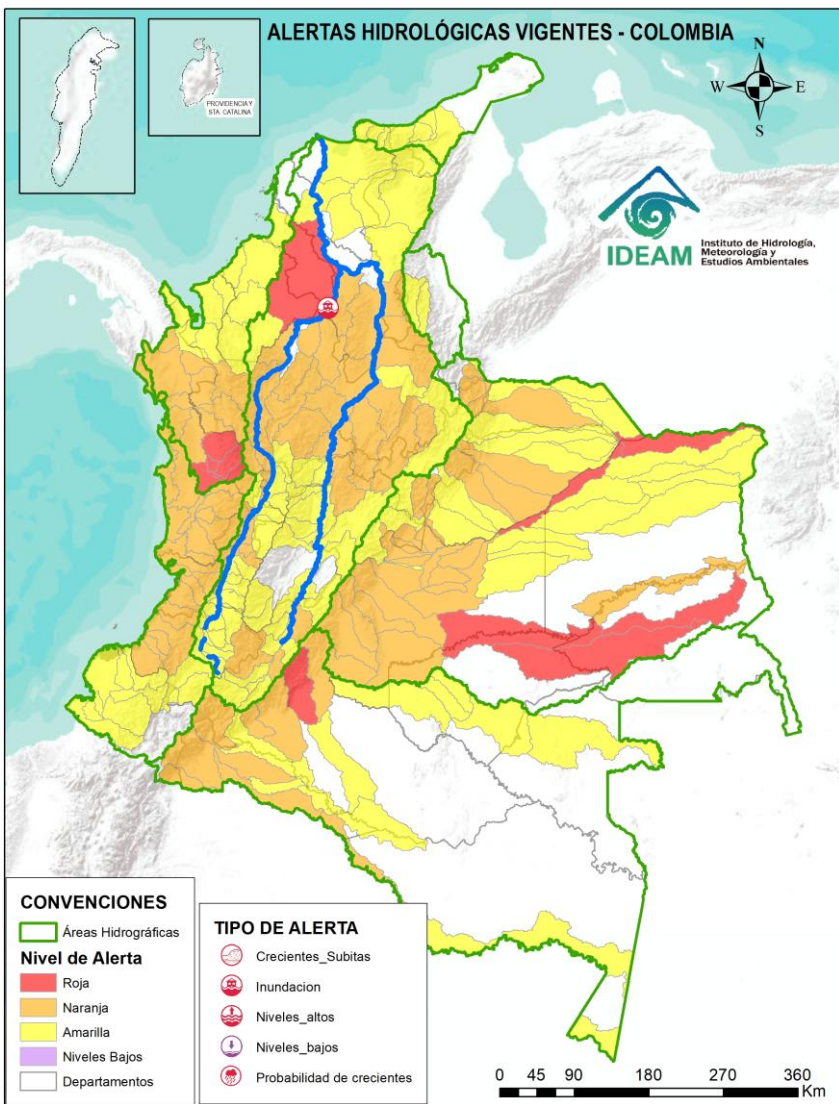 ALERTAS HIDROLÓGICAS VIGENTES - COLOMBIA
PROVIDENCIA Y
STA CATALINA
N
W
E
S
IDEAM
Instituto de Hidrología,
Meteorología y
Estudios Ambientales
CONVENCIONES
Áreas Hidrográficas
Nivel de Alerta
Roja
Naranja
Amarilla
Niveles Bajos
Departamentos
TIPO DE ALERTA
Crecientes_Subitas
Inundacion
Niveles_altos
Niveles_bajos
Probabilidad de crecientes
0 45 90 180 270 360
Km